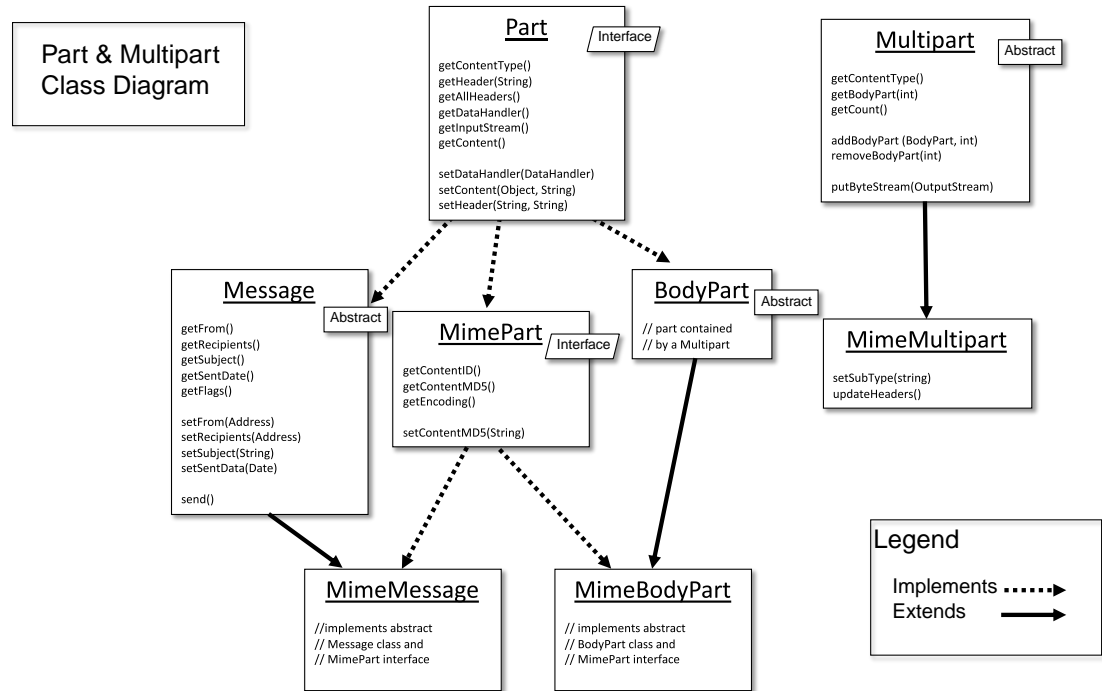 Part & Multipart
Class Diagram
Part
Interface
getContentType()
getHeader(String)
getAllHeaders()
getDataHandler()
getInputStream()
getContent()
setDataHandler(DataHandler)
setContent(Object, String)
setHeader(String, String)
Multipart
Abstract
getContentType()
getBodyPart(int)
getCount()
addBodyPart (BodyPart, int)
removeBodyPart(int)
putByteStream(OutputStream)
Message
Abstract
getFrom()
getRecipients()
getSubject()
getSentDate()
getFlags()
setFrom(Address)
setRecipients(Address)
setSubject(String)
setSentData(Date)
send()
MimePart
Interface
getContentID()
getContentMD5()
getEncoding()
setContentMD5(String)
BodyPart
Abstract
// part contained
// by a Multipart
MimeMultipart
setSubType(string)
updateHeaders()
MimeMessage
//implements abstract
// Message class and
// MimePart interface
MimeBodyPart
// implements abstract
// BodyPart class and
// MimePart interface
Legend
Implements
Extends